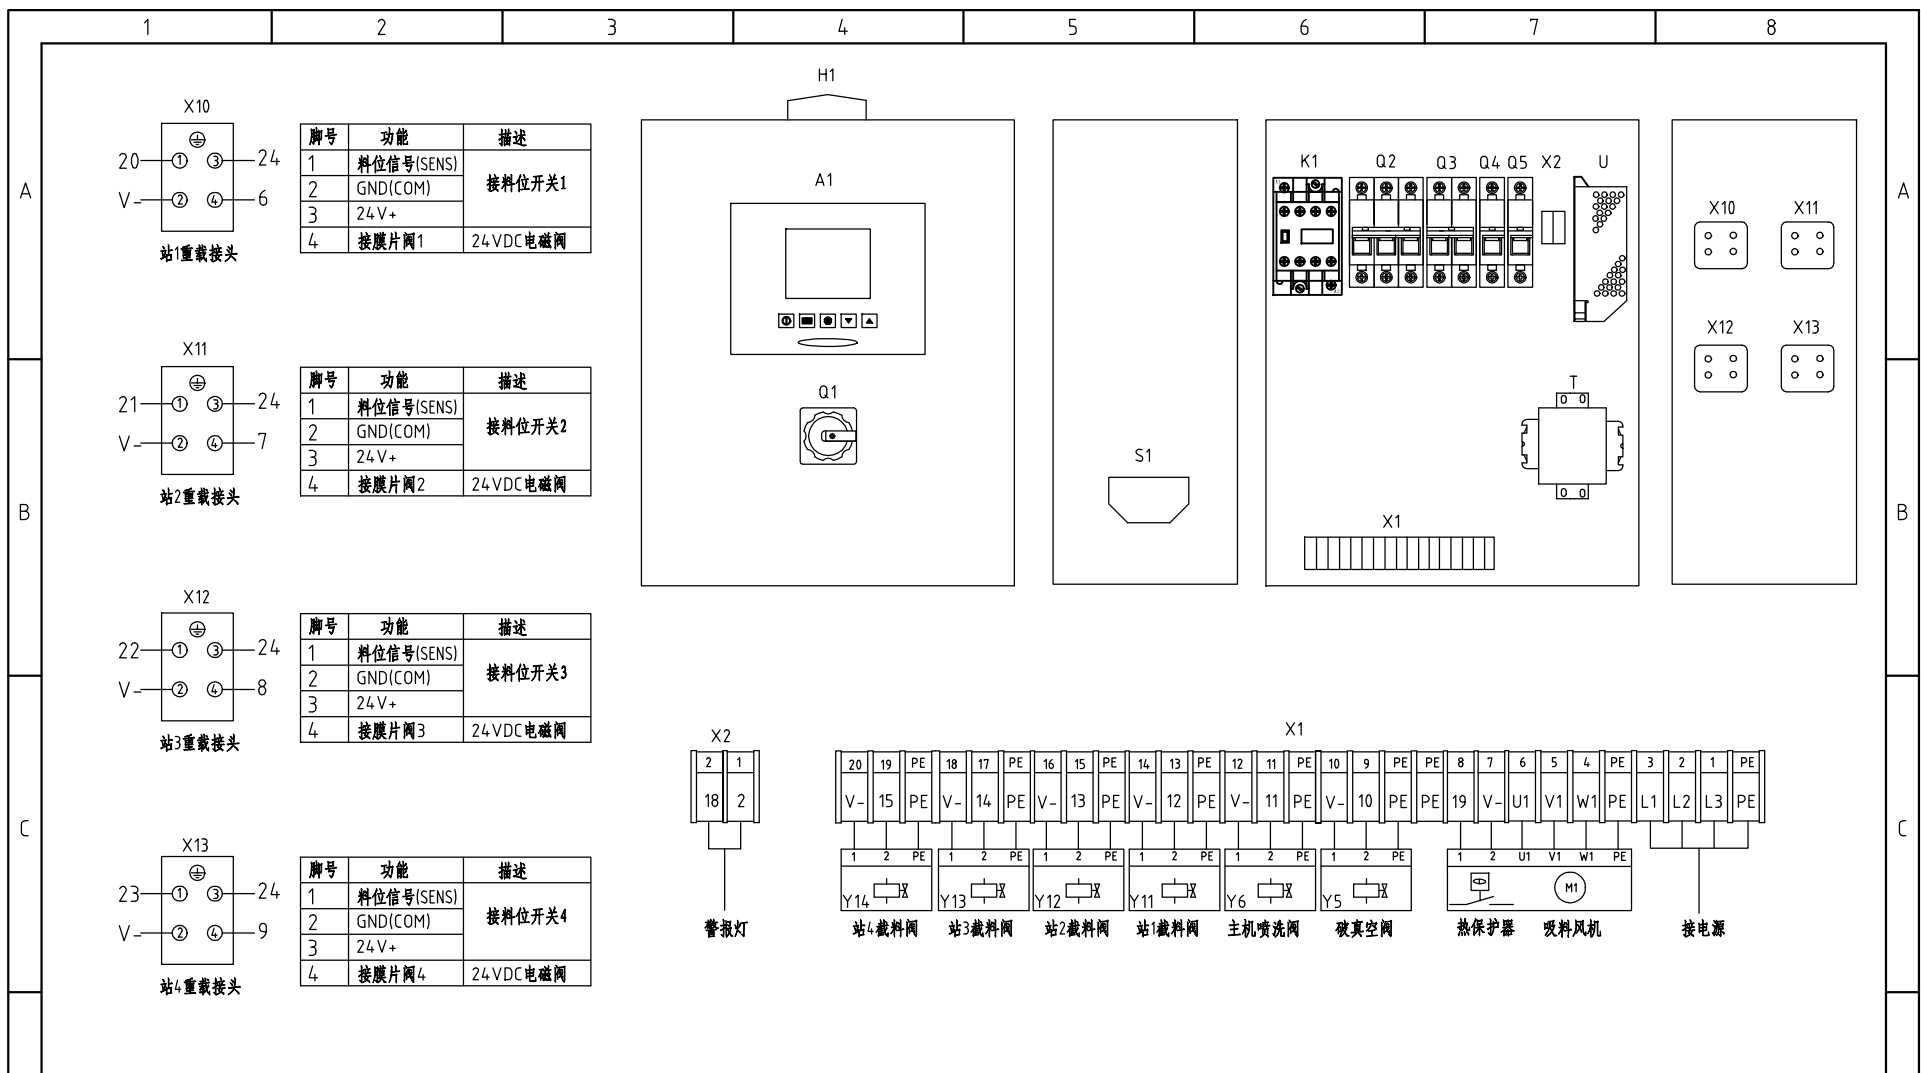 1 2 3 4 5 6 7 8
A A
B B
C C
X10
20 1 3 24
V- 2 4 6
站1重载接头
脚号 功能 描述
1 料位信号(SENS) 接料位开关1
2 GND(COM)
3 24V+
4 接膜片阀1 24VDC电磁阀
X11
21 1 3 24
V- 2 4 7
站2重载接头
脚号 功能 描述
1 料位信号(SENS) 接料位开关2
2 GND(COM)
3 24V+
4 接膜片阀2 24VDC电磁阀
X12
22 1 3 24
V- 2 4 8
站3重载接头
脚号 功能 描述
1 料位信号(SENS) 接料位开关3
2 GND(COM)
3 24V+
4 接膜片阀3 24VDC电磁阀
X13
23 1 3 24
V- 2 4 9
站4重载接头
脚号 功能 描述
1 料位信号(SENS) 接料位开关4
2 GND(COM)
3 24V+
4 接膜片阀4 24VDC电磁阀
H1
A1
Q1
S1
K1 Q2 Q3 Q4 Q5 X2 U
T
0 0
0 0
X1
X10 X11
X12 X13
X2
2 1
18 2
警报灯
X1
20 19 PE 18 17 PE 16 15 PE 14 13 PE 12 11 PE 10 9 PE PE 8 7 6 5 4 PE 3 2 1 PE
V- 15 PE V- 14 PE V- 13 PE V- 12 PE V- 11 PE V- 10 PE PE 19 V- U1 V1 W1 PE L1 L2 L3 PE
1 2 PE 1 2 PE 1 2 PE 1 2 PE 1 2 PE 1 2 PE 1 2 U1 V1 W1 PE
Y14 Y13 Y12 Y11 Y6 Y5 M1
站4截料阀 站3截料阀 站2截料阀 站1截料阀 主机喷洗阀 破真空阀 热保护器 吸料风机 接电源